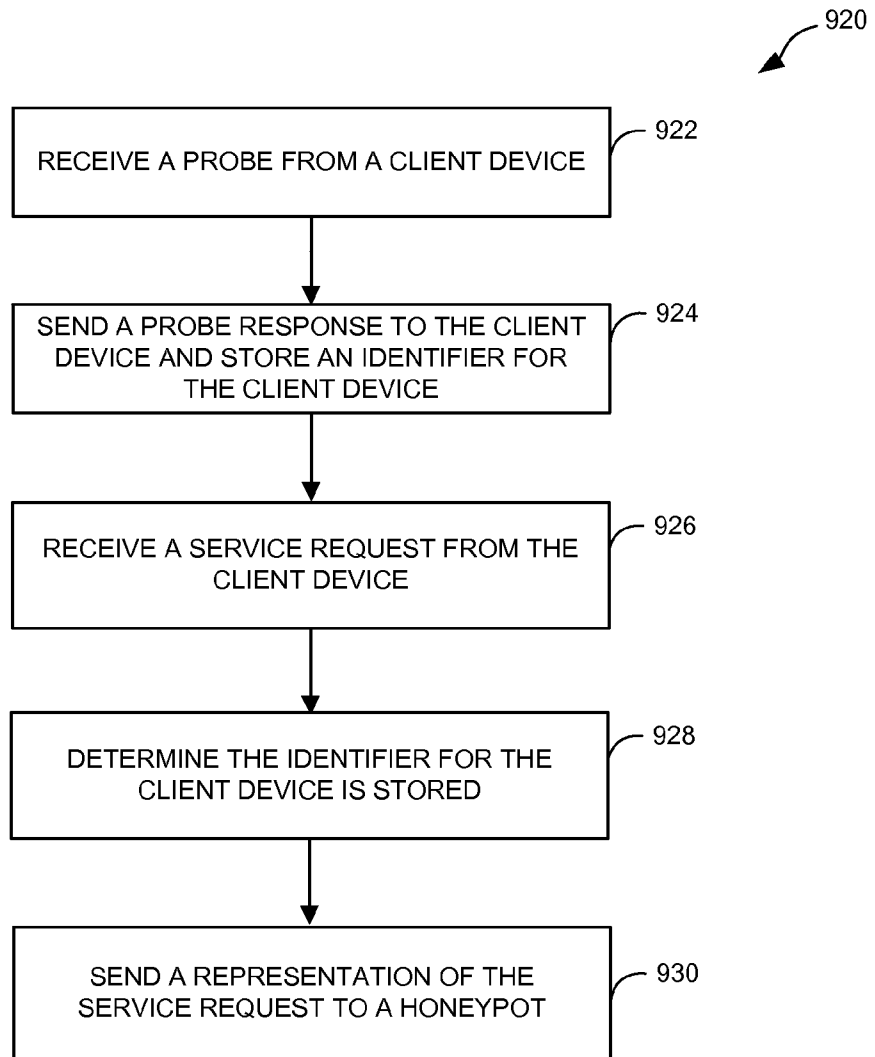 920
RECEIVE A PROBE FROM A CLIENT DEVICE
922
SEND A PROBE RESPONSE TO THE CLIENT
DEVICE AND STORE AN IDENTIFIER FOR
THE CLIENT DEVICE
924
RECEIVE A SERVICE REQUEST FROM THE
CLIENT DEVICE
926
DETERMINE THE IDENTIFIER FOR THE
CLIENT DEVICE IS STORED
928
SEND A REPRESENTATION OF THE
SERVICE REQUEST TO A HONEYPOT
930